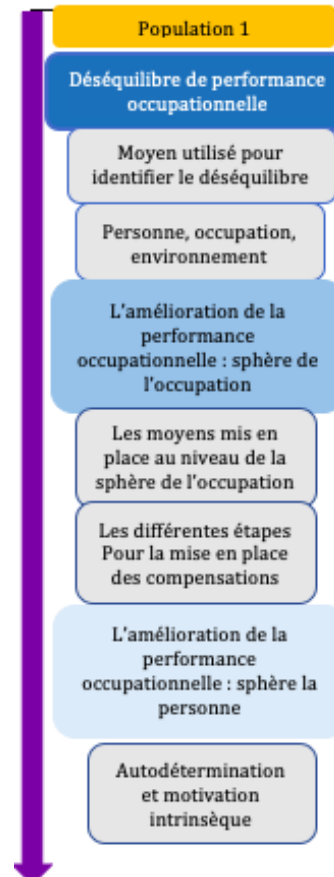 Population 1
Déséquilibre de performance
occupationnelle
Moyen utilisé pour
identifier le déséquilibre
Personne, occupation,
environnement
L'amélioration de la
performance
occupationnelle : sphère de
l'occupation
Les moyens mis en
place au niveau de la
sphère de l'occupation
Les différentes étapes
Pour la mise en place
des compensations
L'amélioration de la
performance
occupationnelle : sphère la
personne
Autodétermination
et motivation
intrinsèque